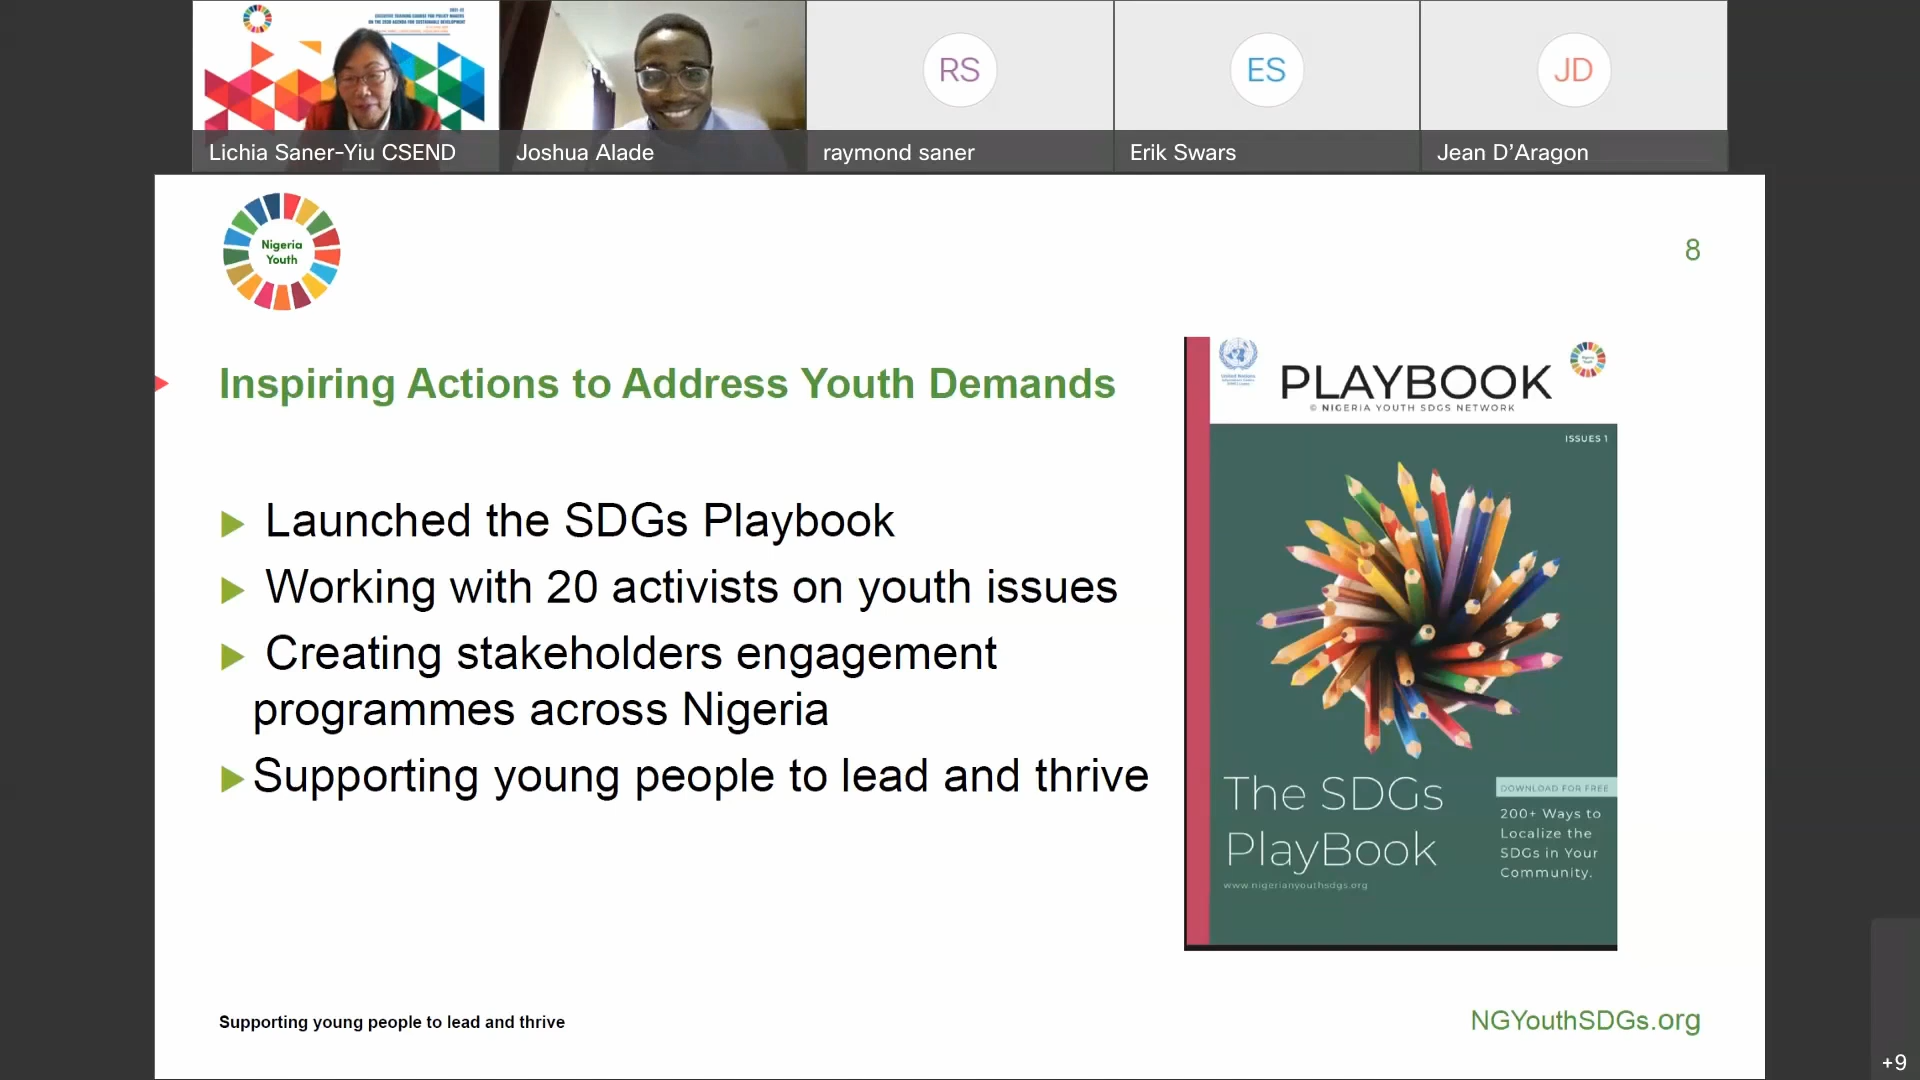 RS
ES
JD
Lichia Saner-Yiu CSEND
Joshua Alade
raymond saner
Erik Swars
Jean D’Aragon
Nigeria
Youth
8
Inspiring Actions to Address Youth Demands
Launched the SDGs Playbook
Working with 20 activists on youth issues
Creating stakeholders engagement
programmes across Nigeria
Supporting young people to lead and thrive
PLAYBOOK
© NIGERIA YOUTH SDGS NETWORK
ISSUES 1
The SDGs
PlayBook
www.nigerianyouthsdgs.org
DOWNLOAD FOR FREE
200+ Ways to
Localize the
SDGs in Your
Community.
Supporting young people to lead and thrive
NGYouthSDGs.org
+9